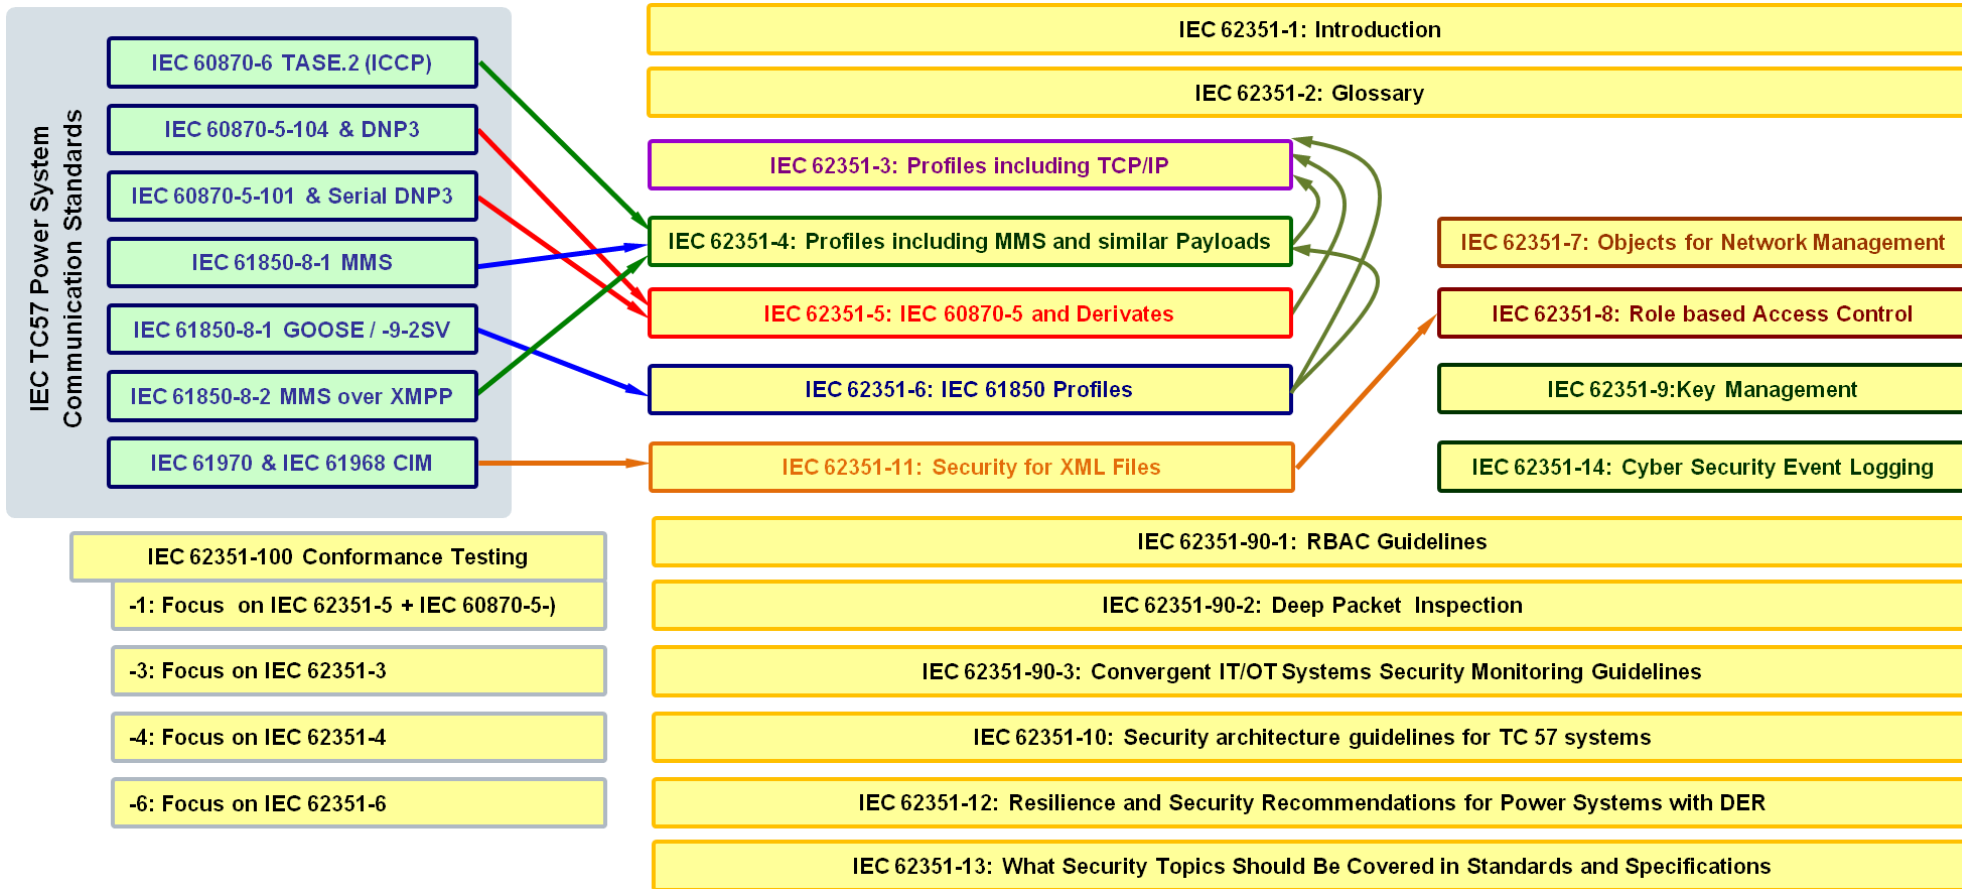 IEC TC57 Power System
Communication Standards
IEC 60870-6 TASE.2 (ICCP)
IEC 60870-5-104 & DNP3
IEC 60870-5-101 & Serial DNP3
IEC 61850-8-1 MMS
IEC 61850-8-1 GOOSE / -9-2SV
IEC 61850-8-2 MMS over XMPP
IEC 61970 & IEC 61968 CIM
IEC 62351-1: Introduction
IEC 62351-2: Glossary
IEC 62351-3: Profiles including TCP/IP
IEC 62351-4: Profiles including MMS and similar Payloads
IEC 62351-5: IEC 60870-5 and Derivates
IEC 62351-6: IEC 61850 Profiles
IEC 62351-11: Security for XML Files
IEC 62351-7: Objects for Network Management
IEC 62351-8: Role based Access Control
IEC 62351-9:Key Management
IEC 62351-14: Cyber Security Event Logging
IEC 62351-100 Conformance Testing
-1: Focus on IEC 62351-5 + IEC 60870-5-)
-3: Focus on IEC 62351-3
-4: Focus on IEC 62351-4
-6: Focus on IEC 62351-6
IEC 62351-90-1: RBAC Guidelines
IEC 62351-90-2: Deep Packet Inspection
IEC 62351-90-3: Convergent IT/OT Systems Security Monitoring Guidelines
IEC 62351-10: Security architecture guidelines for TC 57 systems
IEC 62351-12: Resilience and Security Recommendations for Power Systems with DER
IEC 62351-13: What Security Topics Should Be Covered in Standards and Specifications